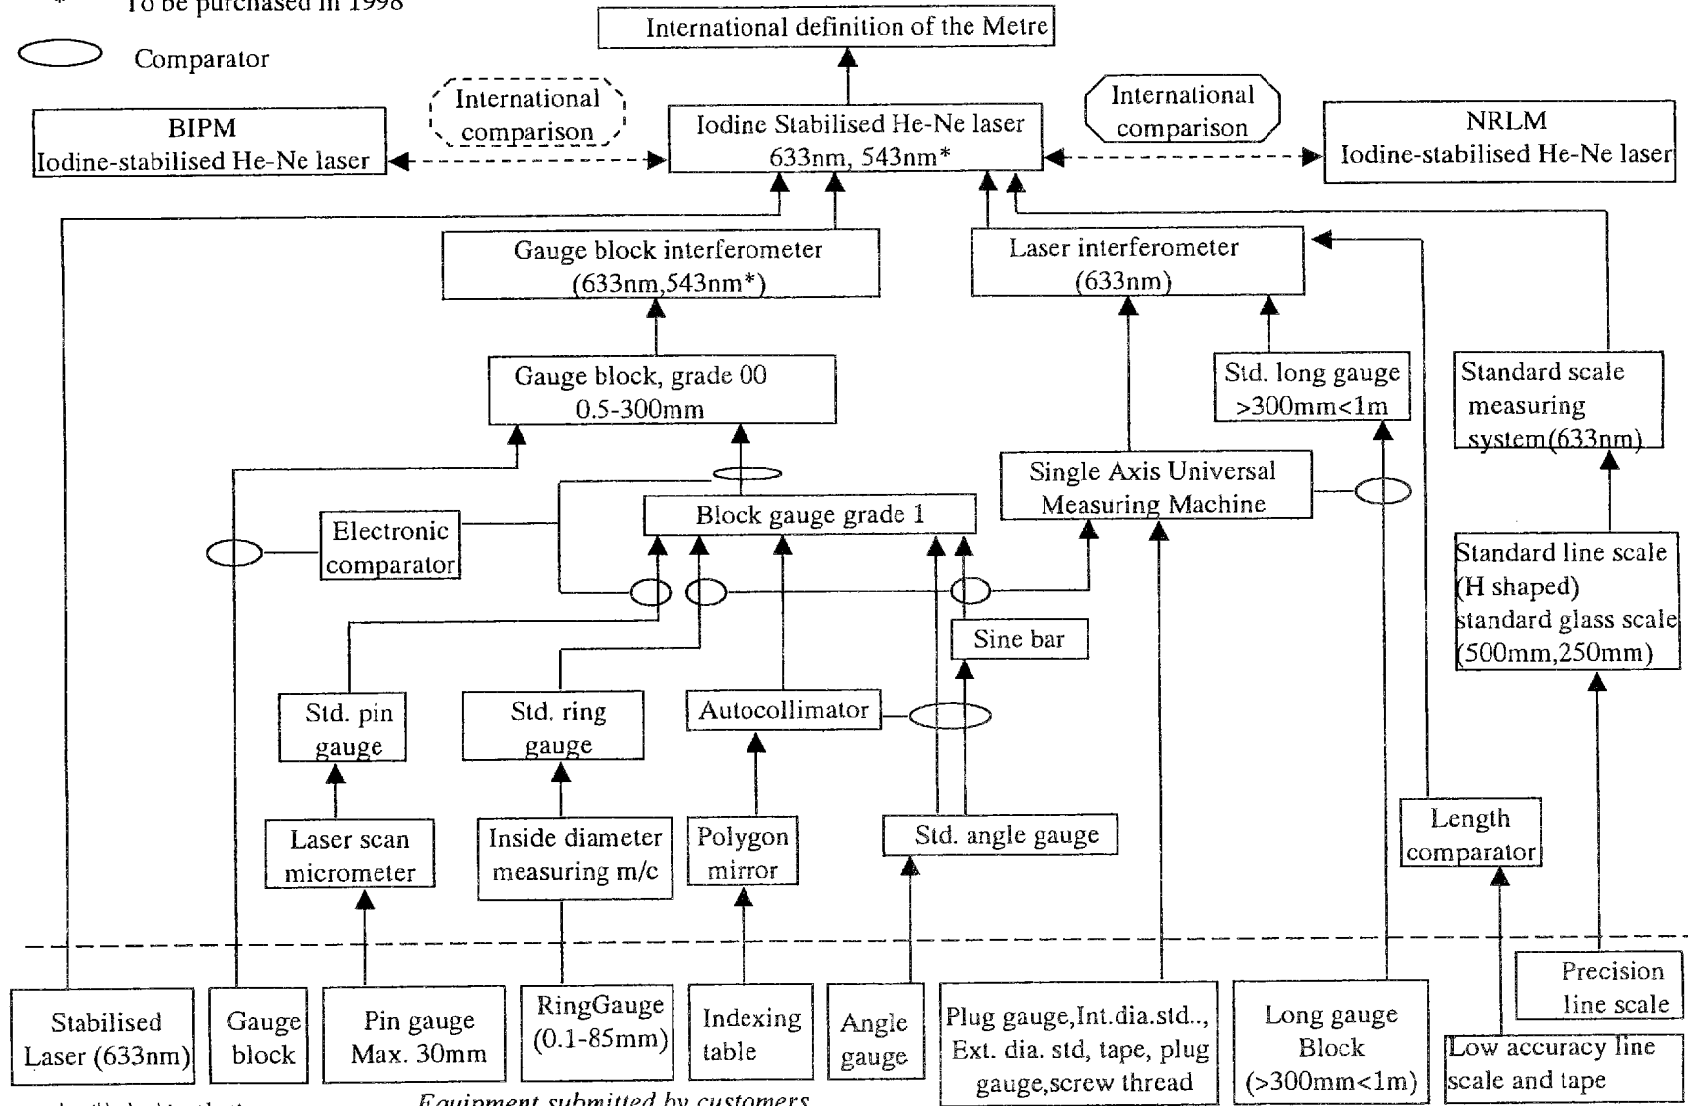 * To be purchased in 1998
International definition of the Metre
Comparator
International
comparison
International
comparison
BIPM
Iodine-stabilised He-Ne laser
Iodine Stabilised He-Ne laser
633nm, 543nm*
NRLM
Iodine-stabilised He-Ne laser
Gauge block interferometer
(633nm,543nm*)
Laser interferometer
(633nm)
Gauge block, grade 00
0.5-300mm
Std. long gauge
>300mm<1m
Standard scale
measuring
system(633nm)
Single Axis Universal
Measuring Machine
Block gauge grade 1
Electronic
comparator
Standard line scale
(H shaped)
standard glass scale
(500mm,250mm)
Sine bar
Std. pin
gauge
Std. ring
gauge
Autocollimator
Laser scan
micrometer
Inside diameter
measuring m/c
Polygon
mirror
Std. angle gauge
Length
comparator
Precision
line scale
Stabilised
Laser (633nm)
Gauge
block
Pin gauge
Max. 30mm
RingGauge
(0.1-85mm)
Indexing
table
Angle
gauge
Plug gauge,Int.dia.std..,
Ext. dia. std, tape, plug
gauge,screw thread
Long gauge
Block
(>300mm<1m)
Low accuracy line
scale and tape
Equipment submitted by customers